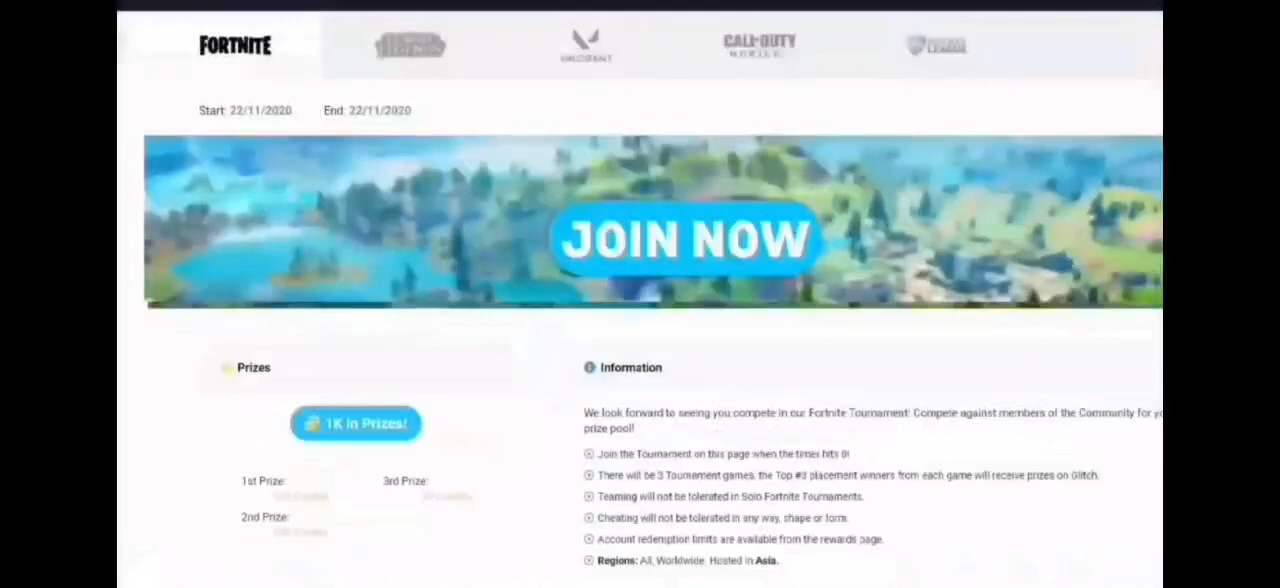 FORTNITE
VALORANT
CALL OF DUTY
MOBILE
Start: 22/11/2020 End: 22/11/2020
JOIN NOW
Prizes
Information
1K in Prizes!
We look forward to seeing you compete in our Fortnite Tournament! Compete against members of the Community for
prize pool!
Join the Tournament on this page when the timer hits 0!
There will be 3 Tournament games, the Top #3 placement winners from each game will receive prizes on Glitch.
Teaming will not be tolerated in Solo Fortnite Tournaments.
Cheating will not be tolerated in any way, shape or form.
Account redemption limits are available from the rewards page.
Regions: All, Worldwide. Hosted in Asia.
1st Prize: 3rd Prize:
2nd Prize: